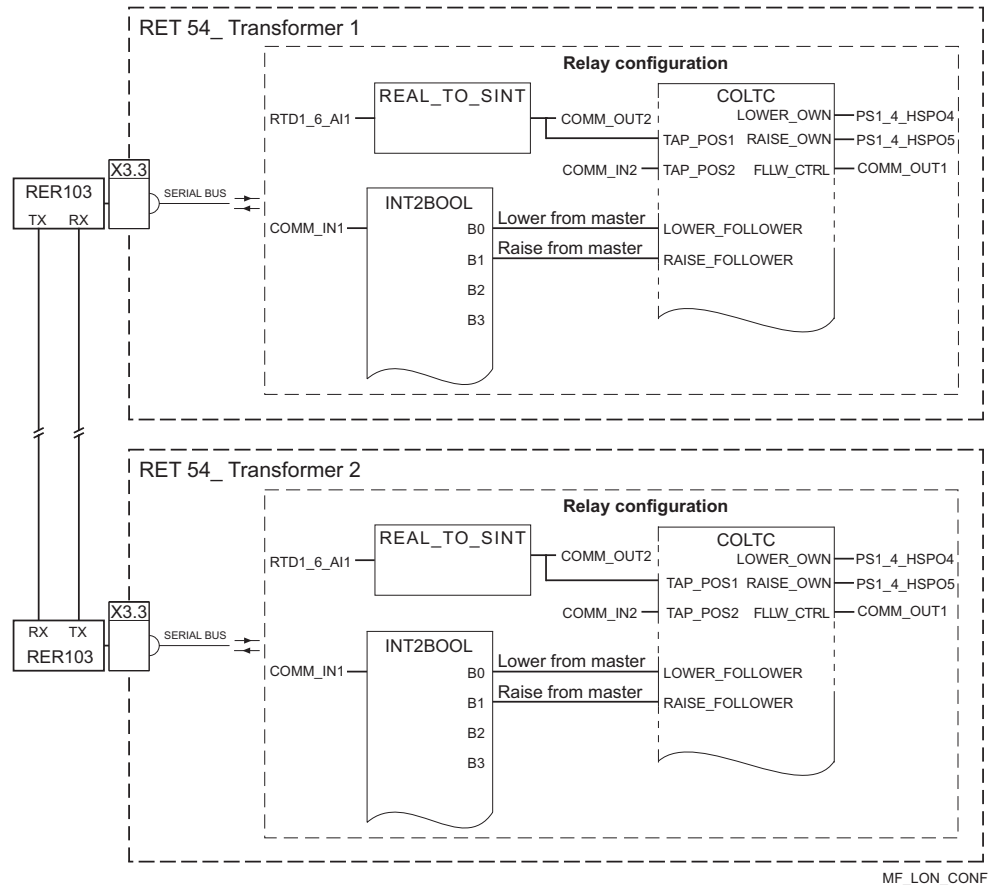 RET 54_ Transformer 1
Relay configuration
REAL_TO_SINT
COLTC
RTD1_6_AI1
COMM_OUT2
LOWER_OWN
PS1_4_HSPO4
TAP_POS1
RAISE_OWN
PS1_4_HSPO5
COMM_IN2
TAP_POS2
FLLW_CTRL
COMM_OUT1
X3.3
RER103
TX RX
SERIAL BUS
INT2BOOL
COMM_IN1
B0
Lower from master
LOWER_FOLLOWER
B1
Raise from master
RAISE_FOLLOWER
B2
B3
RET 54_ Transformer 2
Relay configuration
REAL_TO_SINT
COLTC
RTD1_6_AI1
COMM_OUT2
LOWER_OWN
PS1_4_HSPO4
TAP_POS1
RAISE_OWN
PS1_4_HSPO5
COMM_IN2
TAP_POS2
FLLW_CTRL
COMM_OUT1
X3.3
RX TX
RER103
SERIAL BUS
INT2BOOL
COMM_IN1
B0
Lower from master
LOWER_FOLLOWER
B1
Raise from master
RAISE_FOLLOWER
B2
B3
MF_LON_CONF